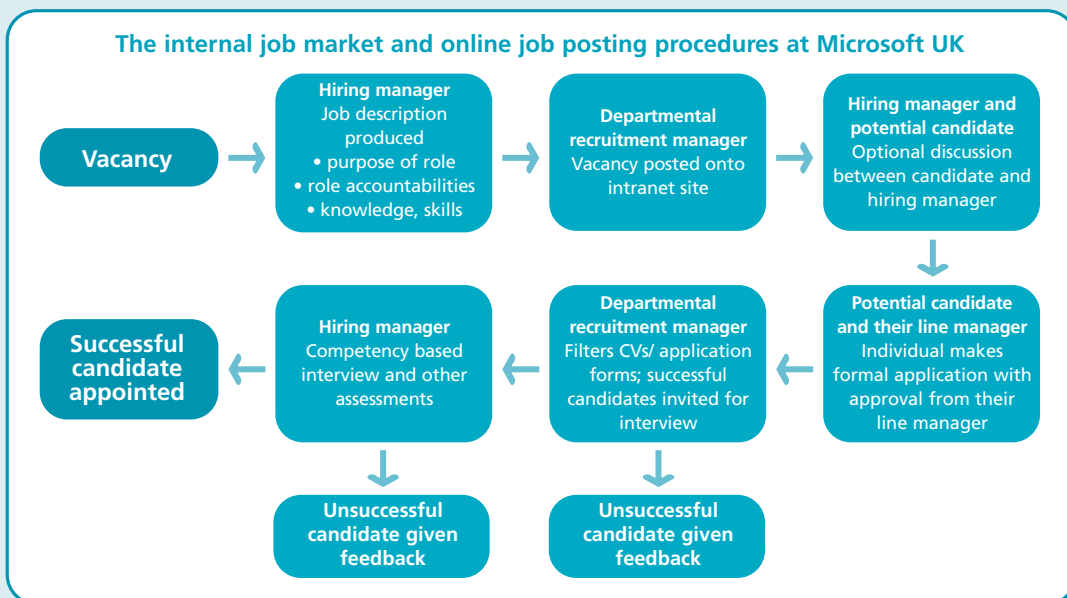 The internal job market and online job posting procedures at Microsoft UK
Vacancy
Hiring manager
Job description
produced
• purpose of role
• role accountabilities
• knowledge, skills
Departmental
recruitment manager
Vacancy posted onto
intranet site
Hiring manager and
potential candidate
Optional discussion
between candidate and
hiring manager
Potential candidate
and their line manager
Individual makes
formal application with
approval from their
line manager
Departmental
recruitment manager
Filters CVs/ application
forms; successful
candidates invited for
interview
Hiring manager
Competency based
interview and other
assessments
Successful
candidate
appointed
Unsuccessful
candidate given
feedback
Unsuccessful
candidate given
feedback